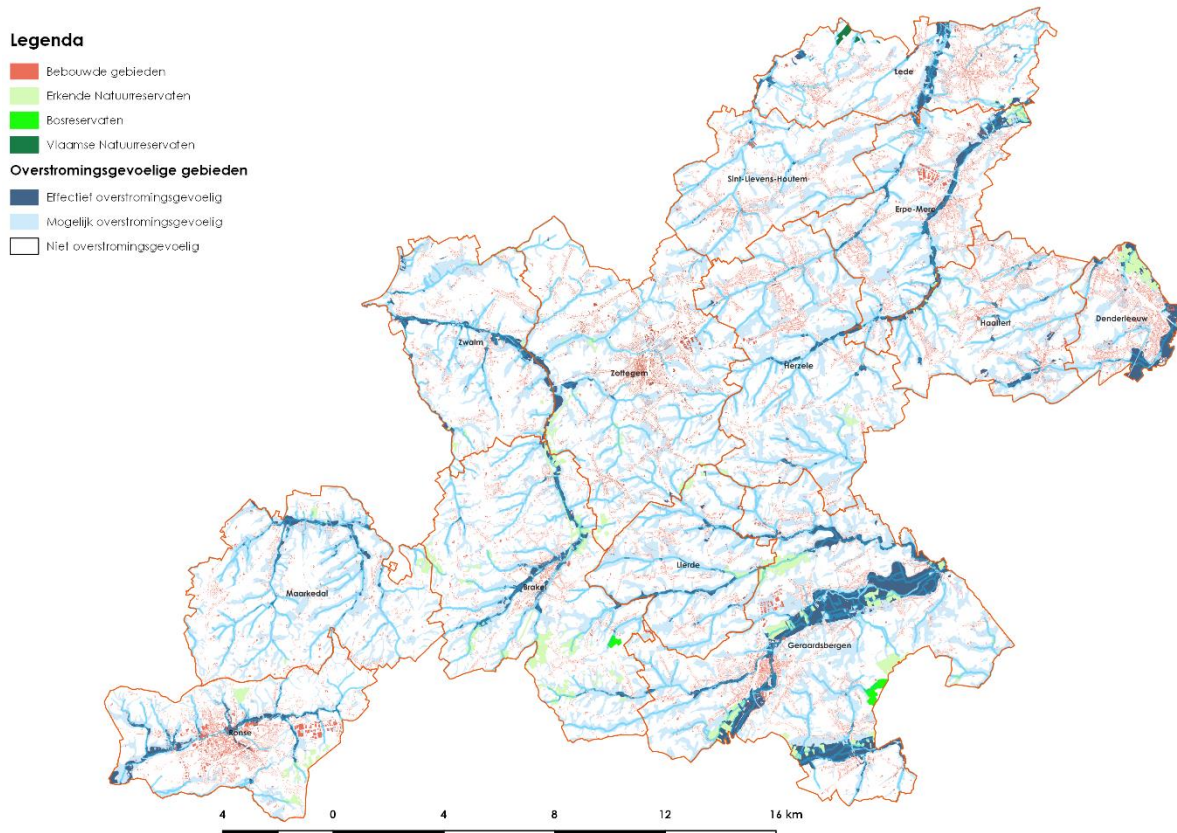 Legenda
Bebouwde gebieden
Erkende Natuurreservaten
Bosreservaten
Vlaamse Natuurreservaten
Overstromingsgevoelige gebieden
Effectief overstromingsgevoelig
Mogelijk overstromingsgevoelig
Niet overstromingsgevoelig
Lede
Sint-Lievens-Houtem
Erpe-Mere
Haaltert
Denderleeuw
Zwalm
Zottegem
Herzele
Lierde
Brakel
Maarkedal
Geraardsbergen
Ronse
4 0 4 8 12 16 km